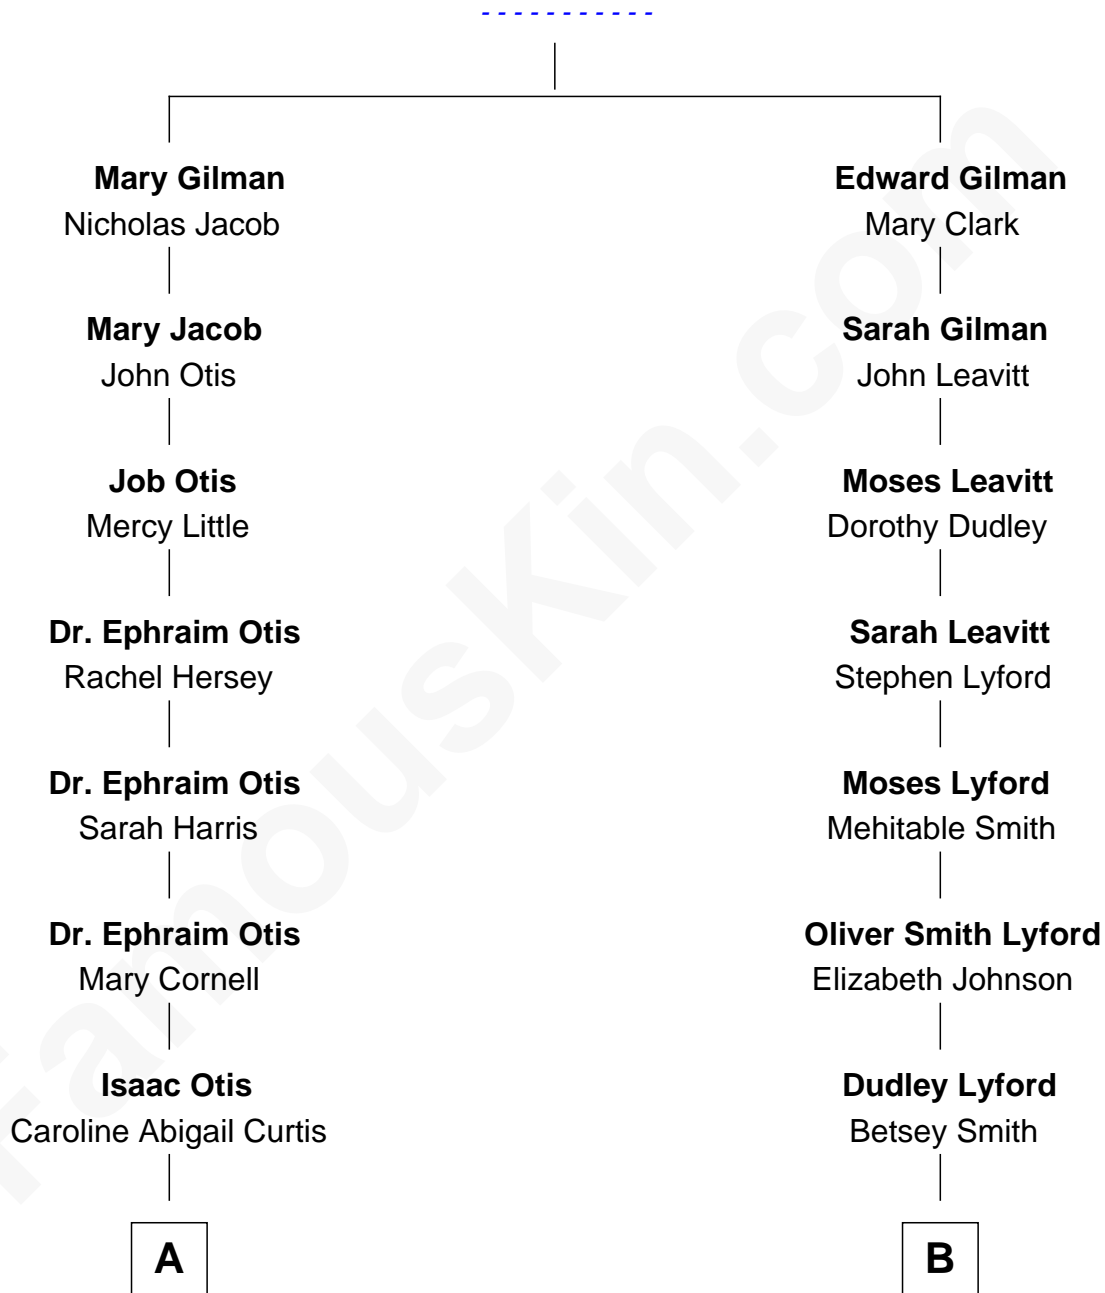 - - - - - - - - - - -
Mary Gilman
Nicholas Jacob
Edward Gilman
Mary Clark
Mary Jacob
John Otis
Sarah Gilman
John Leavitt
Job Otis
Mercy Little
Moses Leavitt
Dorothy Dudley
Dr. Ephraim Otis
Rachel Hersey
Sarah Leavitt
Stephen Lyford
Dr. Ephraim Otis
Sarah Harris
Moses Lyford
Mehitable Smith
Dr. Ephraim Otis
Mary Cornell
Oliver Smith Lyford
Elizabeth Johnson
Isaac Otis
Caroline Abigail Curtis
Dudley Lyford
Betsey Smith
A
B
FamousKin.com